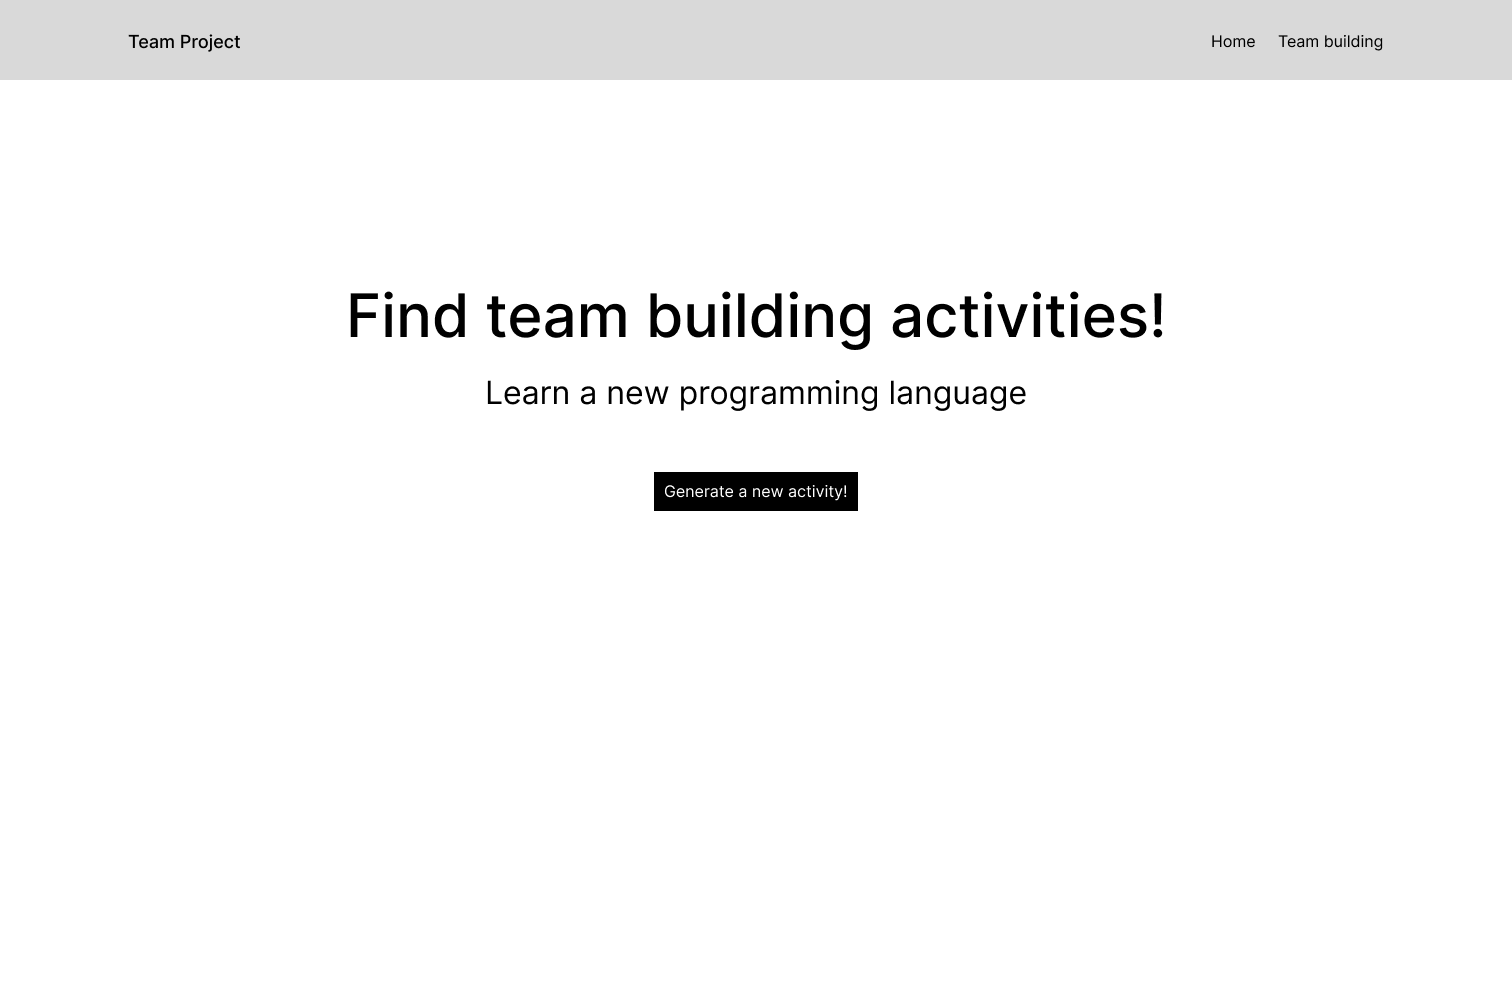 Team Project
Home
Team building
Find team building activities!
Learn a new programming language
Generate a new activity!